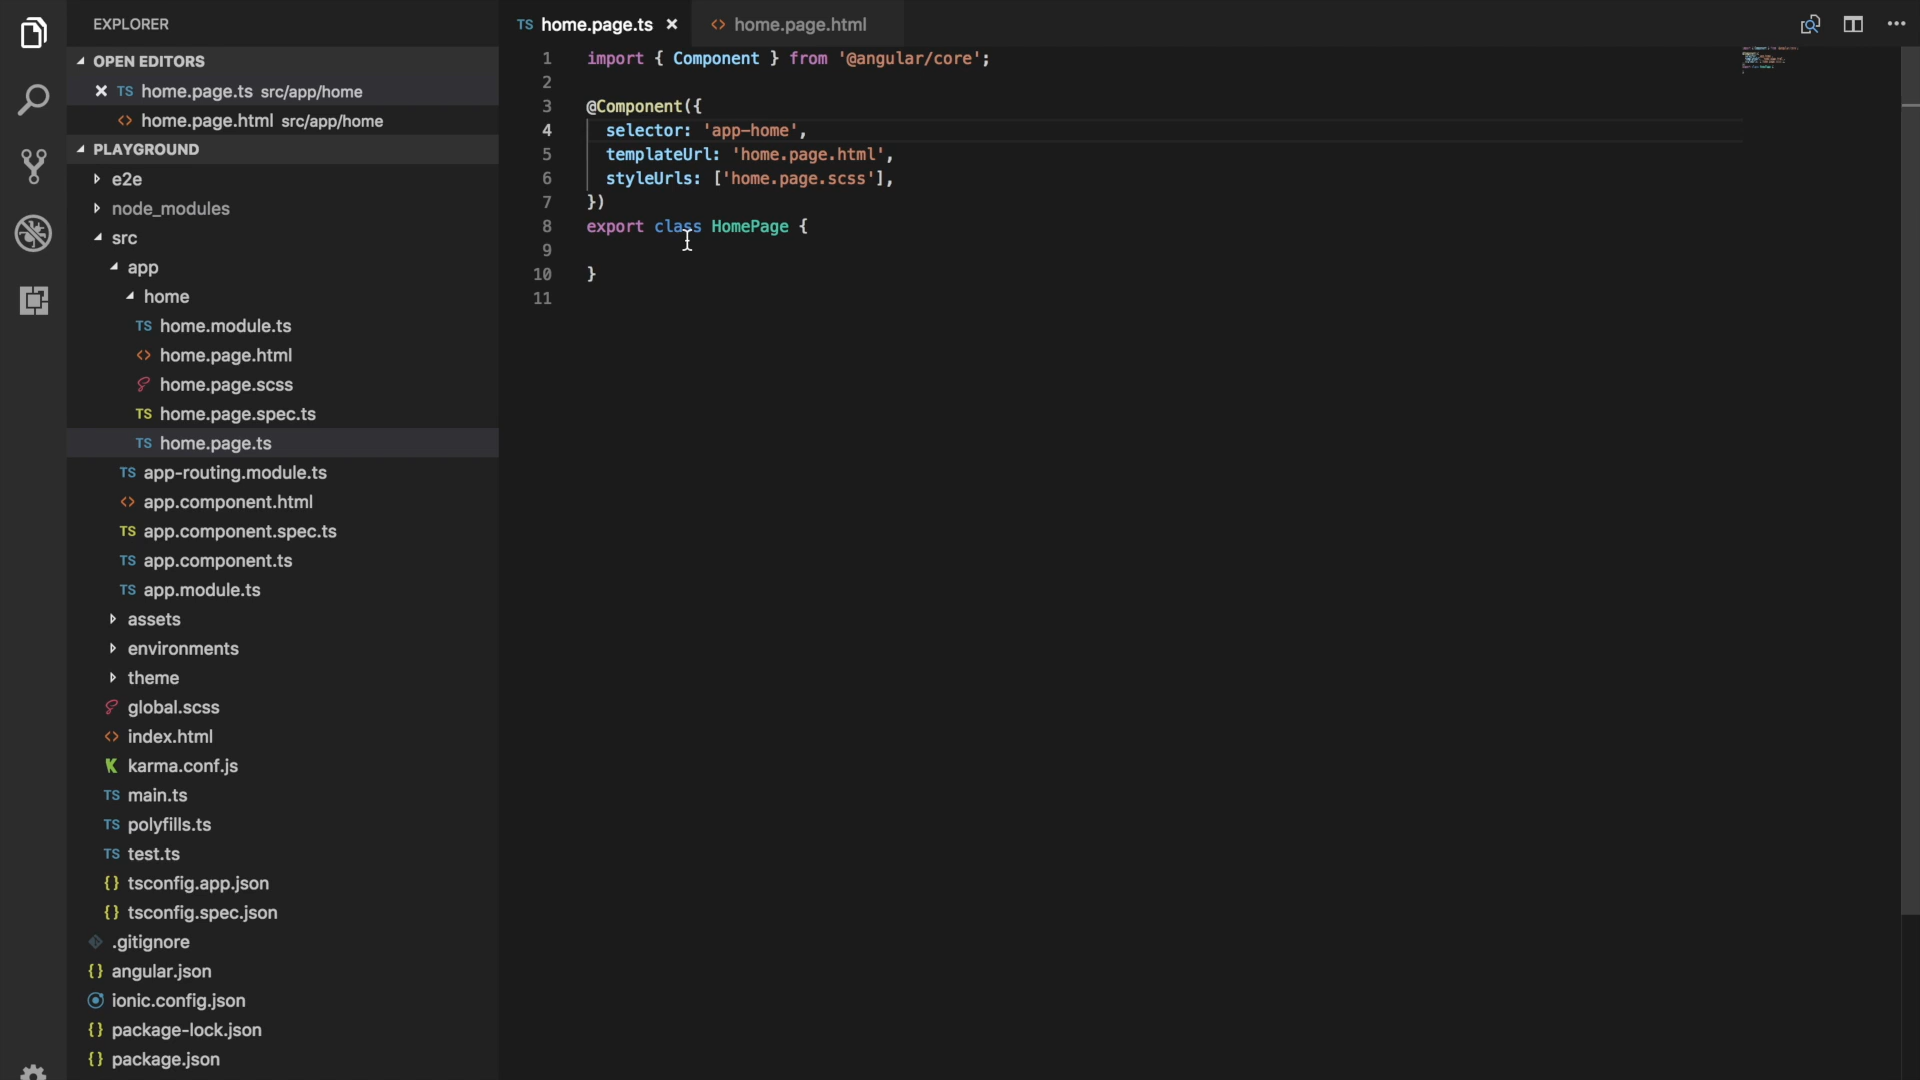 EXPLORER
OPEN EDITORS
TS home.page.ts src/app/home
<> home.page.html src/app/home
PLAYGROUND
e2e
node_modules
src
app
home
TS home.module.ts
<> home.page.html
home.page.scss
TS home.page.spec.ts
TS home.page.ts
TS app-routing.module.ts
<> app.component.html
TS app.component.spec.ts
TS app.component.ts
TS app.module.ts
assets
environments
theme
global.scss
<> index.html
K karma.conf.js
TS main.ts
TS polyfills.ts
TS test.ts
{} tsconfig.app.json
{} tsconfig.spec.json
.gitignore
{} angular.json
ionic.config.json
{} package-lock.json
{} package.json
TS home.page.ts
<> home.page.html
1 import { Component } from '@angular/core';
2
3 @Component({
4 selector: 'app-home',
5 templateUrl: 'home.page.html',
6 styleUrls: ['home.page.scss'],
7 })
8 export class HomePage {
9
10 }
11